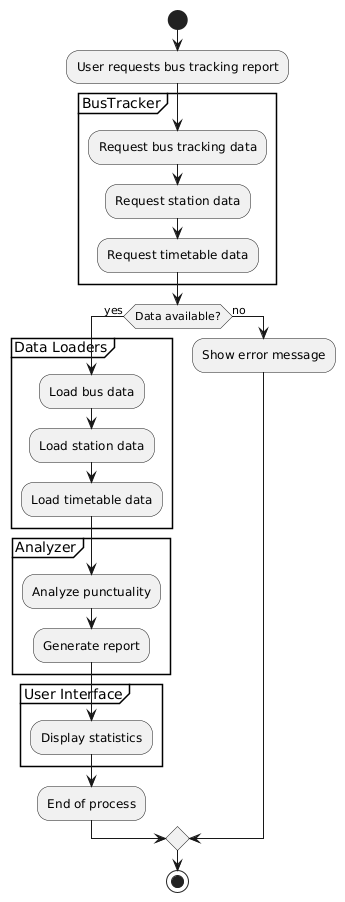 User requests bus tracking report
BusTracker
Request bus tracking data
Request station data
Request timetable data
yes
Data available?
no
Data Loaders
Load bus data
Load station data
Load timetable data
Show error message
Analyzer
Analyze punctuality
Generate report
User Interface
Display statistics
End of process